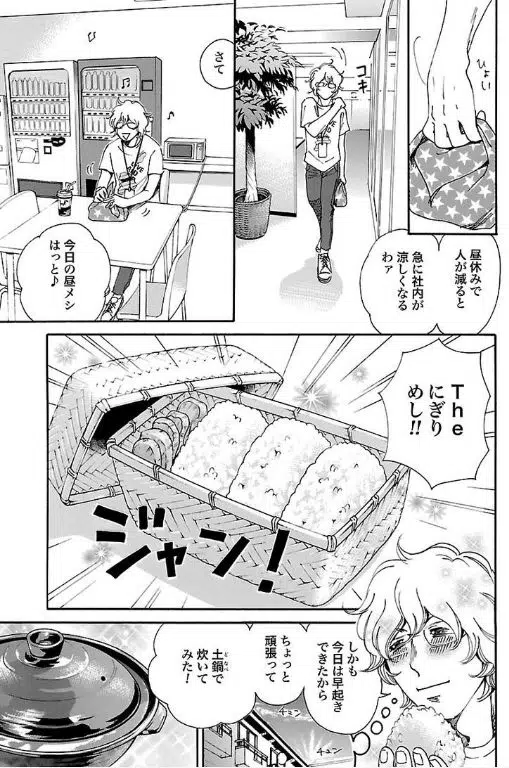 ひょい
昼休みで
人が減ると
急に社内が
涼しくなる
わァ
コキ
さて
今日の昼メシ
はっと♪
The
にぎり
めし!!
ジャン!
しかも
今日は早起き
できたから
ちょっと
頑張って
土鍋で
どなべ
炊いて
みた!
チュン
チュン